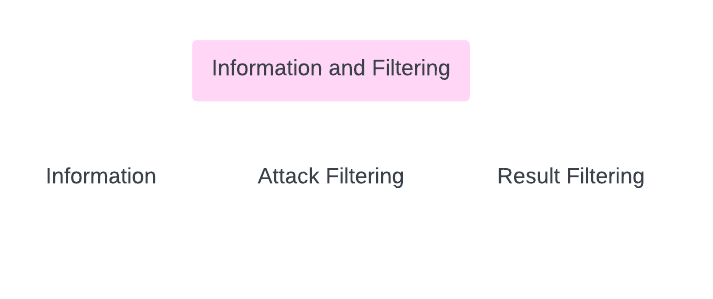 Information and Filtering
Information
Attack Filtering
Result Filtering